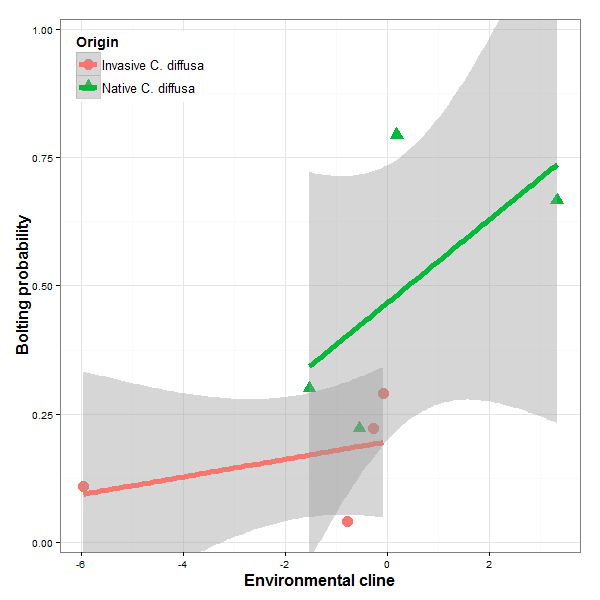 Origin
Invasive C. diffusa
Native C. diffusa
1.00
0.75
0.50
0.25
0.00
Bolting probability
-6
-4
-2
0
2
Environmental cline